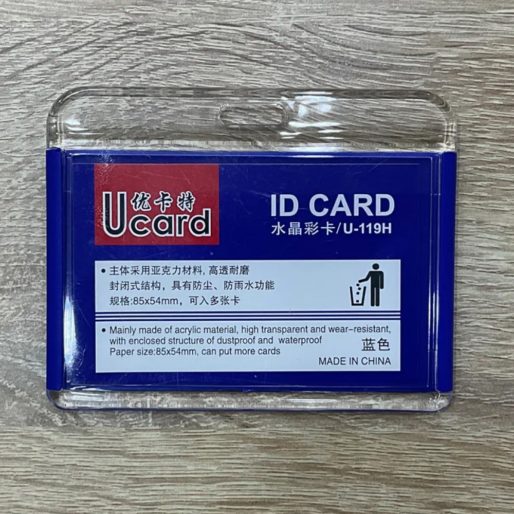 优卡特
Ucard
ID CARD
水晶彩卡/U-119H
• 主体采用亚克力材料, 高透耐磨
封闭式结构，具有防尘、防雨水功能
规格:85x54mm，可入多张卡
• Mainly made of acrylic material, high transparent and wear-resistant,
with enclosed structure of dustproof and waterproof
Paper size:85x54mm, can put more cards
蓝色
MADE IN CHINA